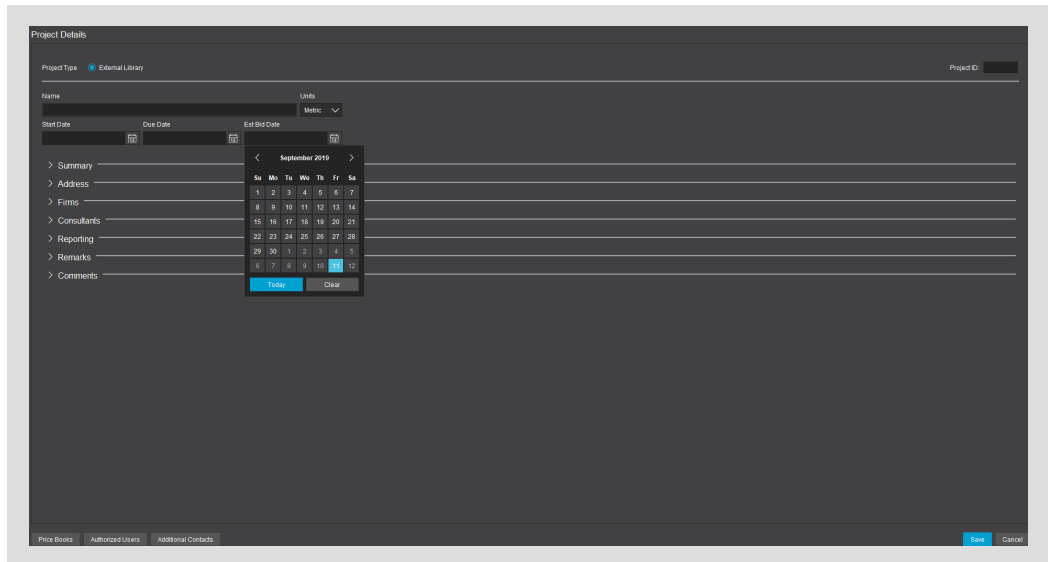 Project Details
Project Type External Library Project ID:
Name Units
Metric
Start Date Due Date Est Bid Date
September 2019
Su Mo Tu We Th Fr Sa
1 2 3 4 5 6 7
8 9 10 11 12 13 14
15 16 17 18 19 20 21
22 23 24 25 26 27 28
29 30 1 2 3 4 5
6 7 8 9 10 11 12
Today Clear
Summary
Address
Firms
Consultants
Reporting
Remarks
Comments
Price Books Authorized Users Additional Contacts Save Cancel